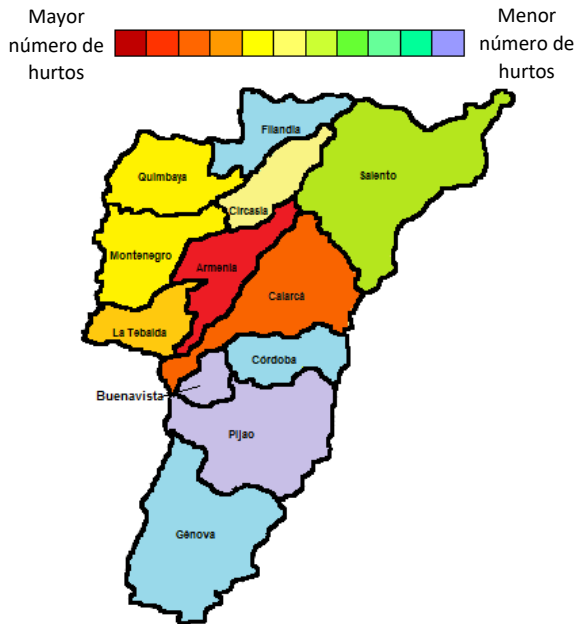 Mayor
número de
hurtos
Menor
número de
hurtos
Filandia
Quimbaya
Salento
Circasia
Montenegro
Armenia
Calarcá
La Tebaida
Córdoba
Buenavista
Pijao
Génova